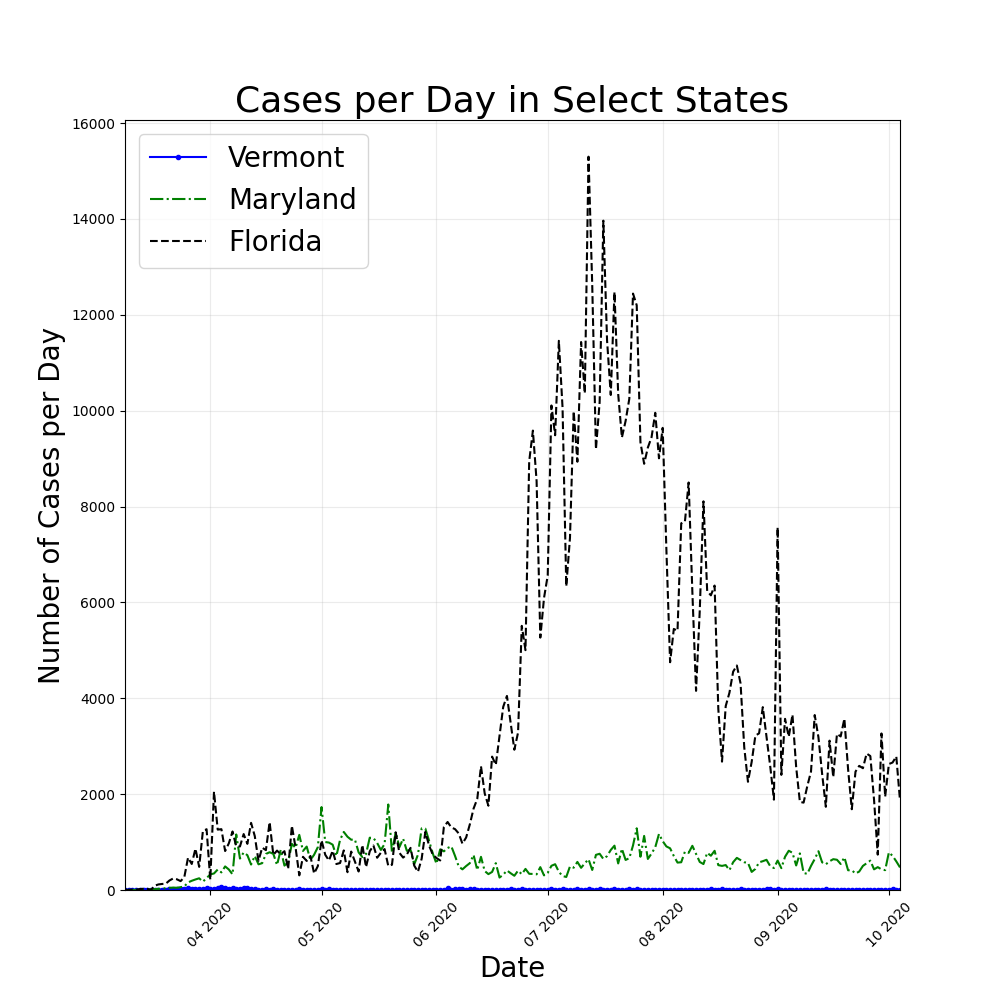 Cases per Day in Select States
16000
14000
12000
10000
8000
6000
4000
2000
0
Number of Cases per Day
Vermont
Maryland
Florida
04 2020
05 2020
06 2020
07 2020
08 2020
09 2020
10 2020
Date